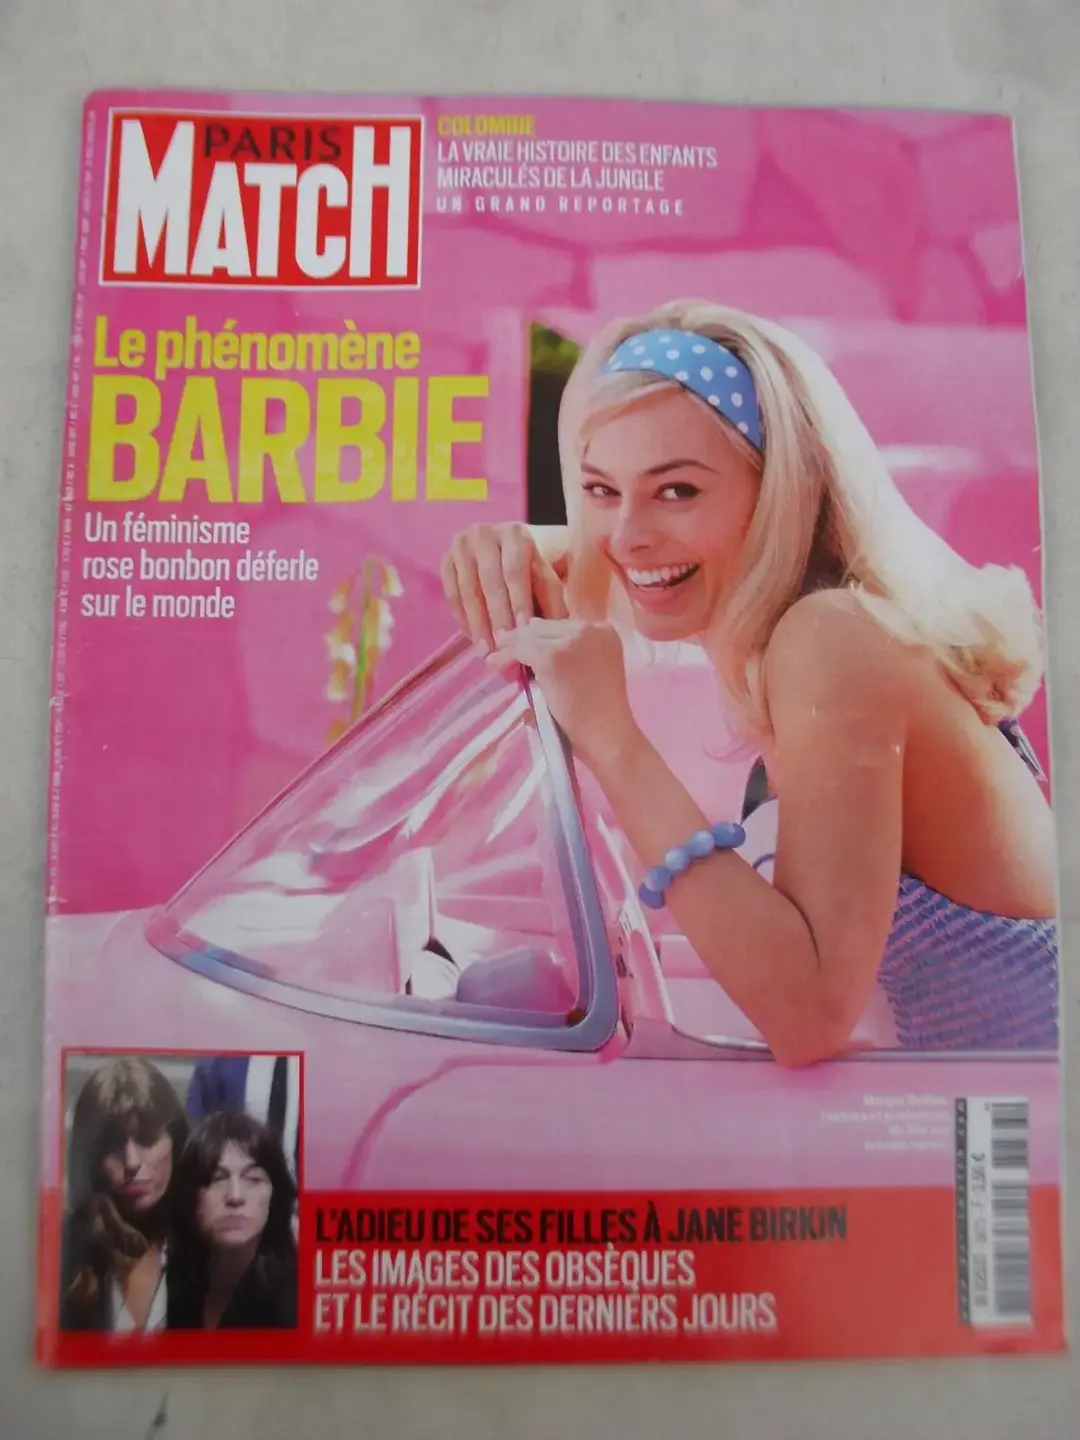 PARIS
MATCH
COLOMBIE
LA VRAIE HISTOIRE DES ENFANTS
MIRACULÉS DE LA JUNGLE
UN GRAND REPORTAGE
Le phénomène
BARBIE
Un féminisme
rose bonbon déferle
sur le monde
L'ADIEU DE SES FILLES À JANE BIRKIN
LES IMAGES DES OBSÈQUES
ET LE RÉCIT DES DERNIERS JOURS
3,50 €